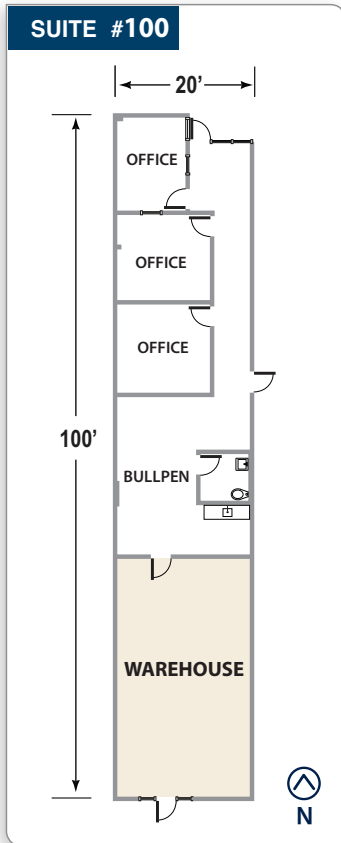 SUITE #100
20’
OFFICE
OFFICE
OFFICE
100’
BULLPEN
WAREHOUSE
N